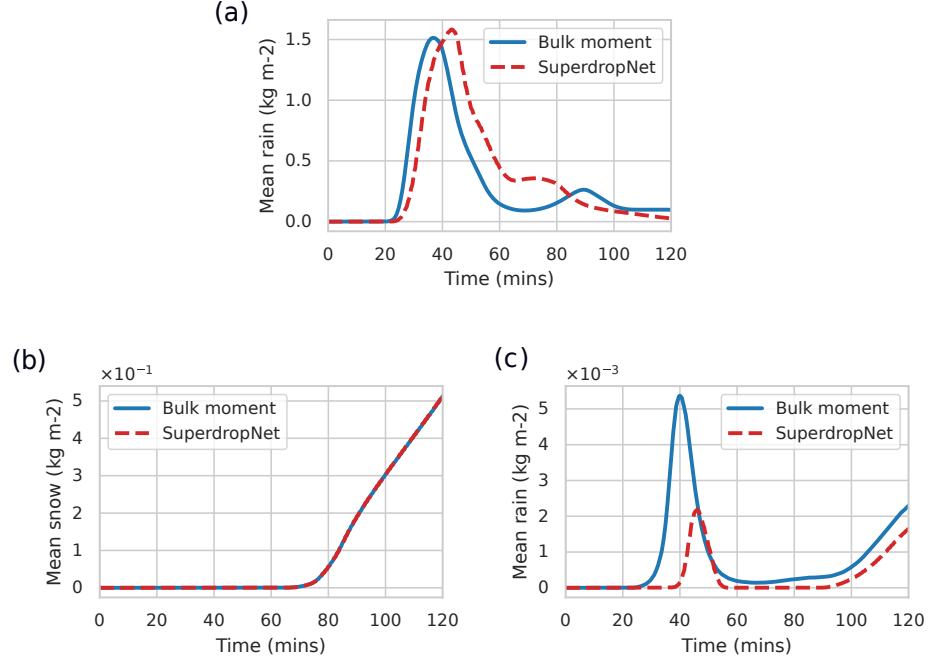 (a)
Mean rain (kg m-2)
1.5
1.0
0.5
0.0
Bulk moment
SuperdropNet
0 20 40 60 80 100 120
Time (mins)
(b)
×10⁻¹
Mean snow (kg m-2)
5
4
3
2
1
0
Bulk moment
SuperdropNet
0 20 40 60 80 100 120
Time (mins)
(c)
×10⁻³
Mean rain (kg m-2)
5
4
3
2
1
0
Bulk moment
SuperdropNet
0 20 40 60 80 100 120
Time (mins)